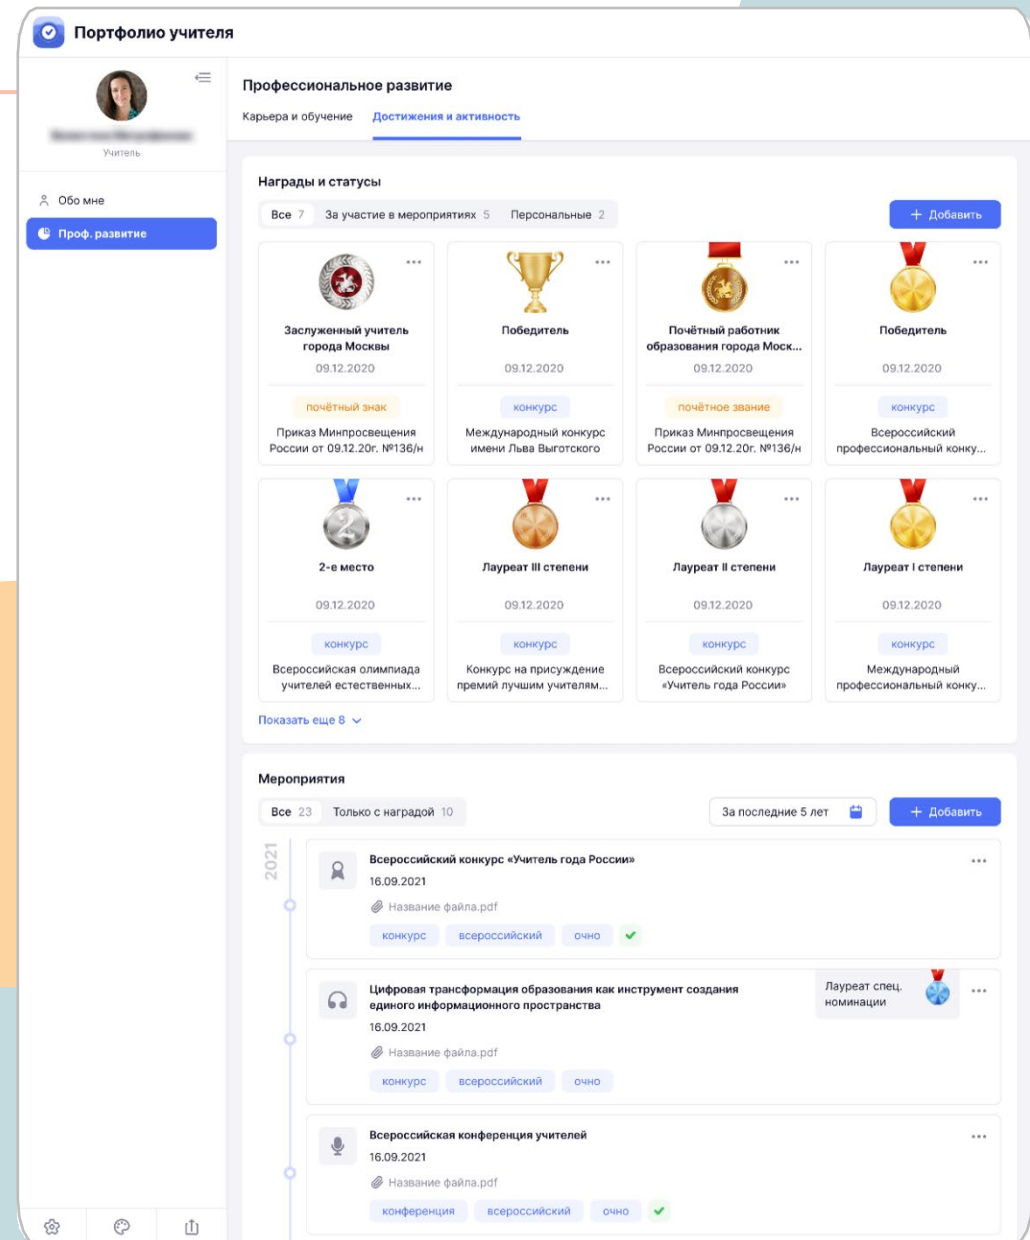 Портфолио учителя
Учитель
Обо мне
Проф. развитие
Профессиональное развитие
Карьера и обучение Достижения и активность
Награды и статусы
Все 7 За участие в мероприятиях 5 Персональные 2
+ Добавить
Заслуженный учитель
города Москвы
09.12.2020
почётный знак
Приказ Минпросвещения
России от 09.12.20г. №136/н
Победитель
09.12.2020
конкурс
Международный конкурс
имени Льва Выготского
Почётный работник
образования города Моск...
09.12.2020
почётное звание
Приказ Минпросвещения
России от 09.12.20г. №136/н
Победитель
09.12.2020
конкурс
Всероссийский
профессиональный конку...
2
2-е место
09.12.2020
конкурс
Всероссийская олимпиада
учителей естественных...
Лауреат III степени
09.12.2020
конкурс
Конкурс на присуждение
премий лучшим учителям...
Лауреат II степени
09.12.2020
конкурс
Всероссийский конкурс
«Учитель года России»
Лауреат I степени
09.12.2020
конкурс
Международный
профессиональный конку...
Показать еще 8
Мероприятия
Все 23 Только с наградой 10
За последние 5 лет
+ Добавить
2021
Всероссийский конкурс «Учитель года России»
16.09.2021
Название файла.pdf
конкурс всероссийский очно
Цифровая трансформация образования как инструмент создания
единого информационного пространства
Лауреат спец.
номинации
16.09.2021
Название файла.pdf
конкурс всероссийский очно
Всероссийская конференция учителей
16.09.2021
Название файла.pdf
конференция всероссийский очно